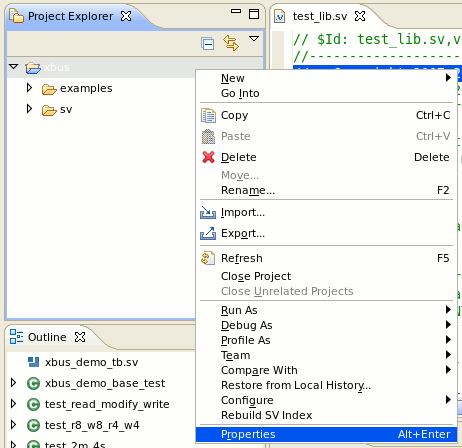 Project Explorer
test_lib.sv
// $Id: test_lib.sv,v
//--------------------
xbus
examples
sv
New
Go Into
Copy Ctrl+C
Paste Ctrl+V
Delete Delete
Move...
Rename... F2
Import...
Export...
Refresh F5
Close Project
Close Unrelated Projects
Run As
Debug As
Profile As
Team
Compare With
Restore from Local History...
Configure
Rebuild SV Index
Properties Alt+Enter
Outline
xbus_demo_tb.sv
xbus_demo_base_test
test_read_modify_write
test_r8_w8_r4_w4
test_2m_4s